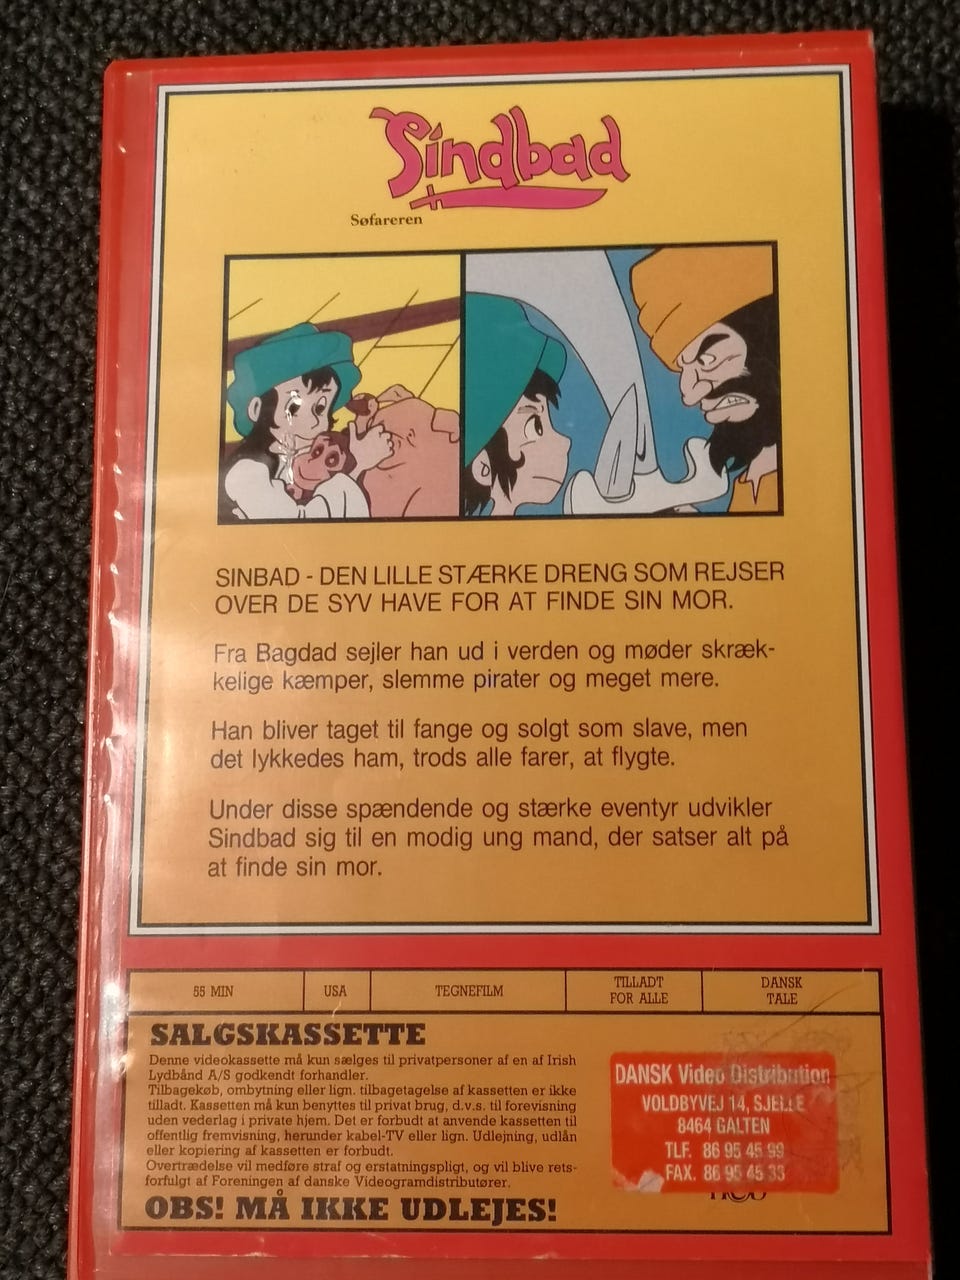 Sindbad
Søfareren
SINBAD - DEN LILLE STÆRKE DRENG SOM REJSER
OVER DE SYV HAVE FOR AT FINDE SIN MOR.
Fra Bagdad sejler han ud i verden og møder skræk-
kelige kæmper, slemme pirater og meget mere.
Han bliver taget til fange og solgt som slave, men
det lykkedes ham, trods alle farer, at flygte.
Under disse spændende og stærke eventyr udvikler
Sindbad sig til en modig ung mand, der satser alt på
at finde sin mor.
55 MIN
USA
TEGNEFILM
TILLADT
FOR ALLE
DANSK
TALE
SALGSKASSETTE
Denne videokassette må kun sælges til privatpersoner af en af Irish
Lydbånd A/S godkendt forhandler.
Tilbagekøb, ombytning eller lign. tilbagetagelse af kassetten er ikke
tilladt. Kassetten må kun benyttes til privat brug, d.v.s. til forevisning
uden vederlag i private hjem. Det er forbudt at anvende kassetten til
offentlig fremvisning, herunder kabel-TV eller lign. Udlejning, udlån
eller kopiering af kassetten er forbudt.
Overtrædelse vil medføre straf og erstatningspligt, og vil blive rets-
forfulgt af Foreningen af danske Videogramdistributører.
OBS! MÅ IKKE UDLEJES!
DANSK Video Distribution
VOLDBYVEJ 14, SJELLE
8464 GALTEN
TLF. 86 95 45 99
FAX. 86 95 45 33